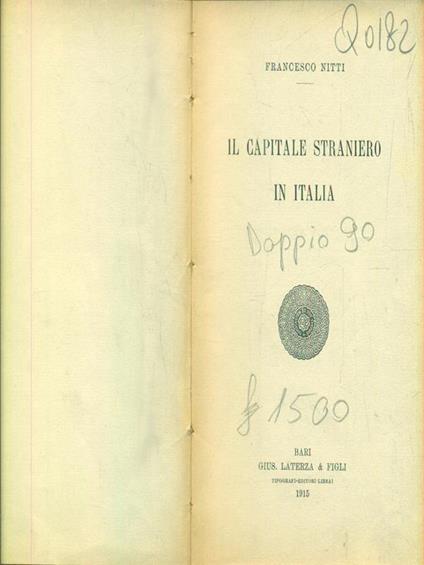 Q0182
FRANCESCO NITTI
IL CAPITALE STRANIERO
IN ITALIA
Doppio 90
1500
BARI
GIUS. LATERZA & FIGLI
TIPOGRAFI-EDITORI-LIBRAI
1915